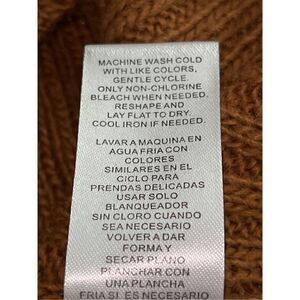 MACHINE WASH COLD
WITH LIKE COLORS,
GENTLE CYCLE.
ONLY NON-CHLORINE
BLEACH WHEN NEEDED.
RESHAPE AND
LAY FLAT TO DRY.
COOL IRON IF NEEDED.
LAVAR A MAQUINA EN
AGUA FRIA CON
COLORES
SIMILARES EN EL
CICLO PARA
PRENDAS DELICADAS
USAR SOLO
BLANQUEADOR
SIN CLORO CUANDO
SEA NECESARIO
VOLVER A DAR
FORMA Y
SECAR PLANO
PLANCHAR CON
UNA PLANCHA
FRIA SI ES NECESARIO